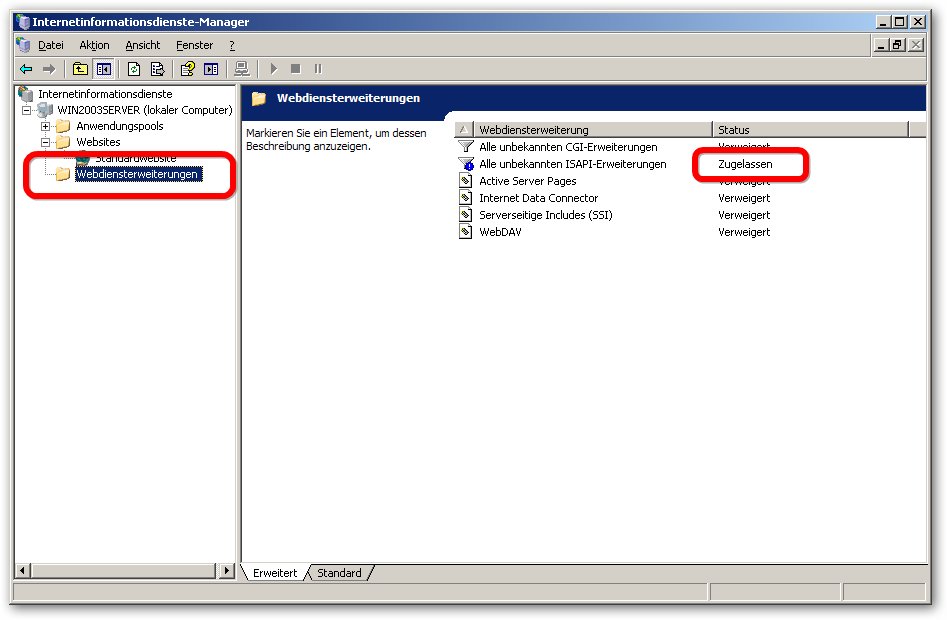 Internetinformationsdienste-Manager
Datei Aktion Ansicht Fenster ?
Internetinformationsdienste
WIN2003SERVER (lokaler Computer)
Anwendungspools
Websites
Standardwebsite
Webdiensterweiterungen
Webdiensterweiterungen
Markieren Sie ein Element, um dessen
Beschreibung anzuzeigen.
Webdiensterweiterung Status
Alle unbekannten CGI-Erweiterungen Verweigert
Alle unbekannten ISAPI-Erweiterungen Zugelassen
Active Server Pages Verweigert
Internet Data Connector Verweigert
Serverseitige Includes (SSI) Verweigert
WebDAV Verweigert
Erweitert Standard